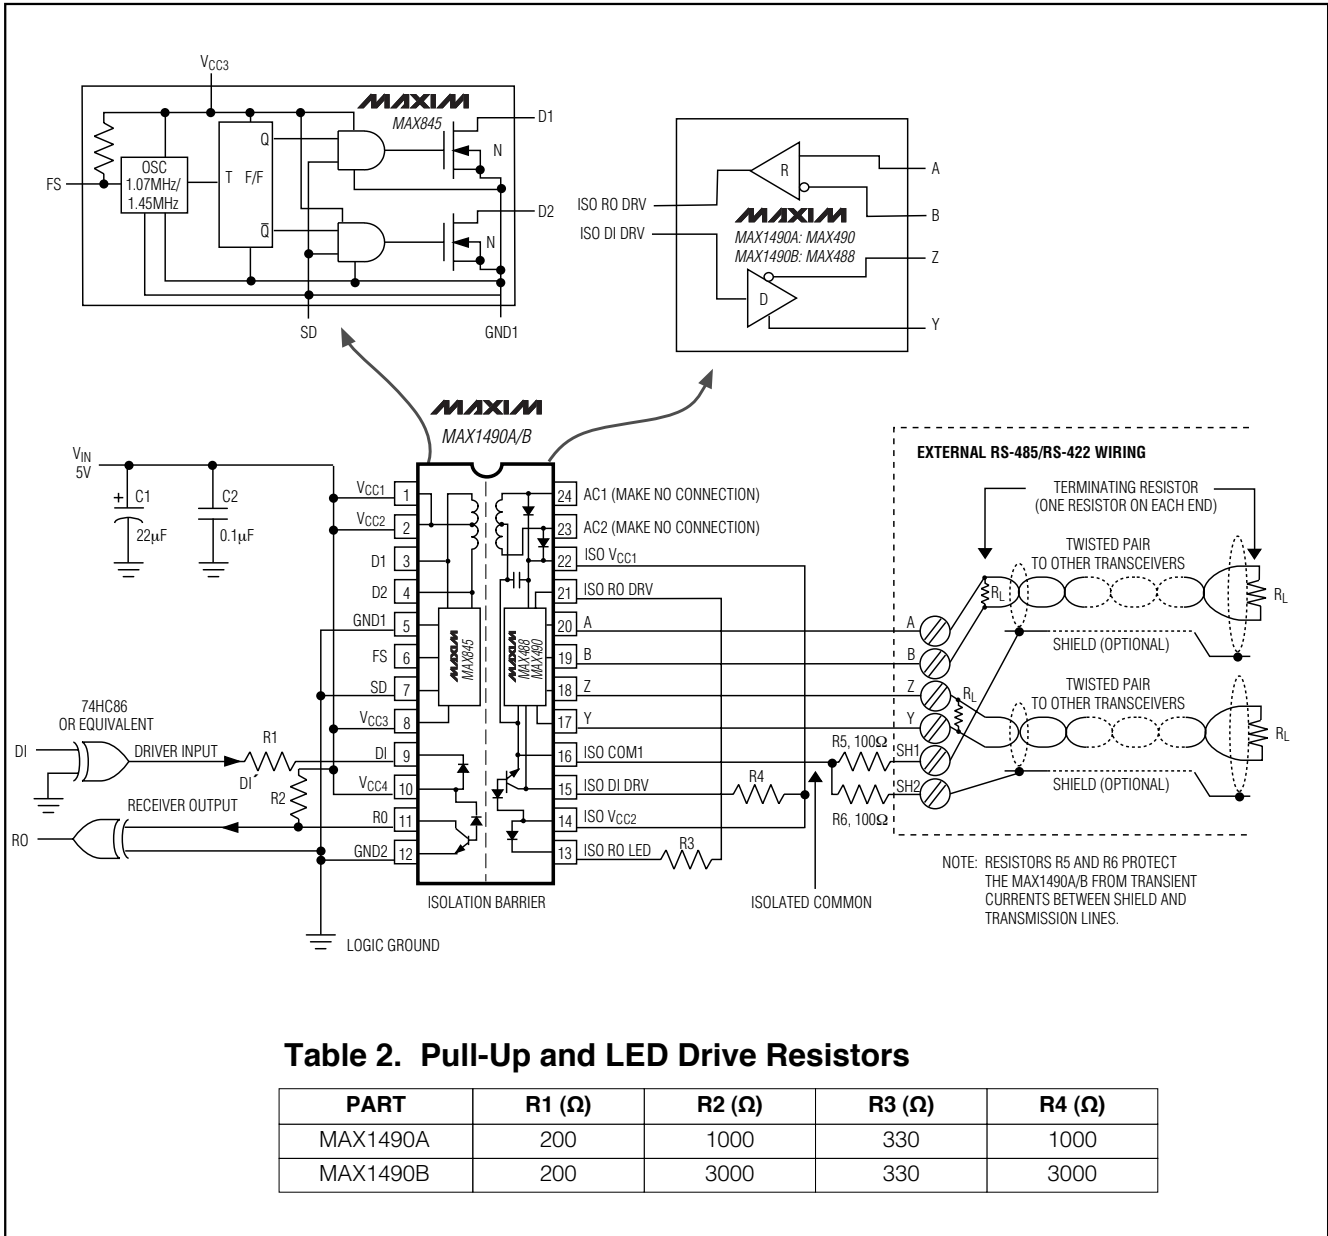 VCC3
MAXIM
MAX845
D1
Q
N
OSC
1.07MHz/
1.45MHz
T F/F
FS
D2
Q̅
N
SD
GND1
A
R
ISO RO DRV
B
MAXIM
ISO DI DRV
MAX1490A: MAX490
MAX1490B: MAX488
Z
D
Y
MAXIM
MAX1490A/B
VIN
5V
+ C1
22µF
C2
0.1µF
VCC1
1
VCC2
2
D1
3
D2
4
GND1
5
FS
6
SD
7
VCC3
8
DI
9
VCC4
10
RO
11
GND2
12
MAXIM
MAX845
MAXIM
MAX488
MAX490
24 AC1 (MAKE NO CONNECTION)
23 AC2 (MAKE NO CONNECTION)
22 ISO VCC1
21 ISO RO DRV
20 A
19 B
18 Z
17 Y
16 ISO COM1
15 ISO DI DRV
14 ISO VCC2
13 ISO RO LED
R3
R4
R5, 100Ω
R6, 100Ω
ISOLATION BARRIER
ISOLATED COMMON
74HC86
OR EQUIVALENT
DI
DRIVER INPUT
R1
DI´
R2
RECEIVER OUTPUT
RO
LOGIC GROUND
EXTERNAL RS-485/RS-422 WIRING
TERMINATING RESISTOR
(ONE RESISTOR ON EACH END)
TWISTED PAIR
TO OTHER TRANSCEIVERS
RL
RL
A
SHIELD (OPTIONAL)
B
TWISTED PAIR
TO OTHER TRANSCEIVERS
Z
RL
Y
RL
SH1
SHIELD (OPTIONAL)
SH2
NOTE: RESISTORS R5 AND R6 PROTECT
THE MAX1490A/B FROM TRANSIENT
CURRENTS BETWEEN SHIELD AND
TRANSMISSION LINES.
Table 2. Pull-Up and LED Drive Resistors
PART R1 (Ω) R2 (Ω) R3 (Ω) R4 (Ω)
MAX1490A 200 1000 330 1000
MAX1490B 200 3000 330 3000